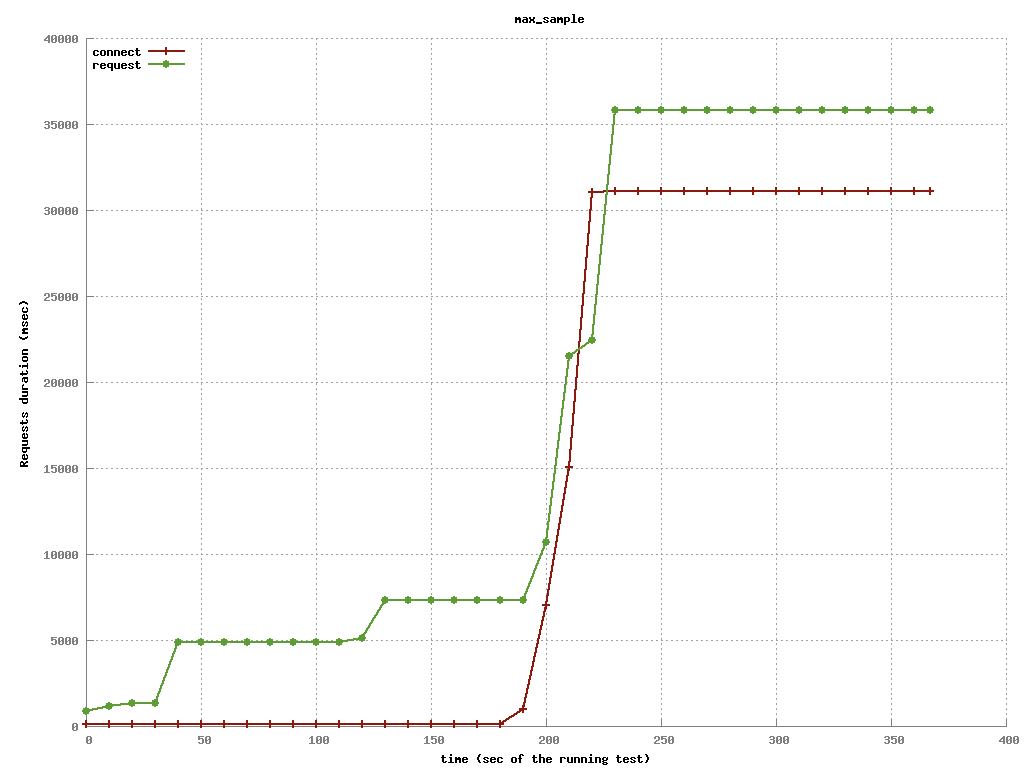 max_sample
connect
request
40000
35000
30000
25000
20000
15000
10000
5000
0
Requests duration (msec)
0 50 100 150 200 250 300 350 400
time (sec of the running test)